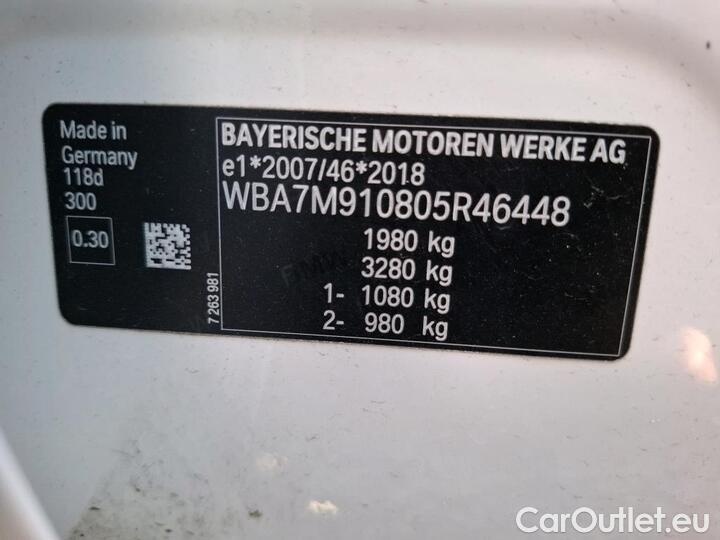 Made in
Germany
118d
300
0.30
7 263 981
BAYERISCHE MOTOREN WERKE AG
e1*2007/46*2018
WBA7M910805R46448
1980 kg
3280 kg
1- 1080 kg
2- 980 kg
BMW
CarOutlet.eu